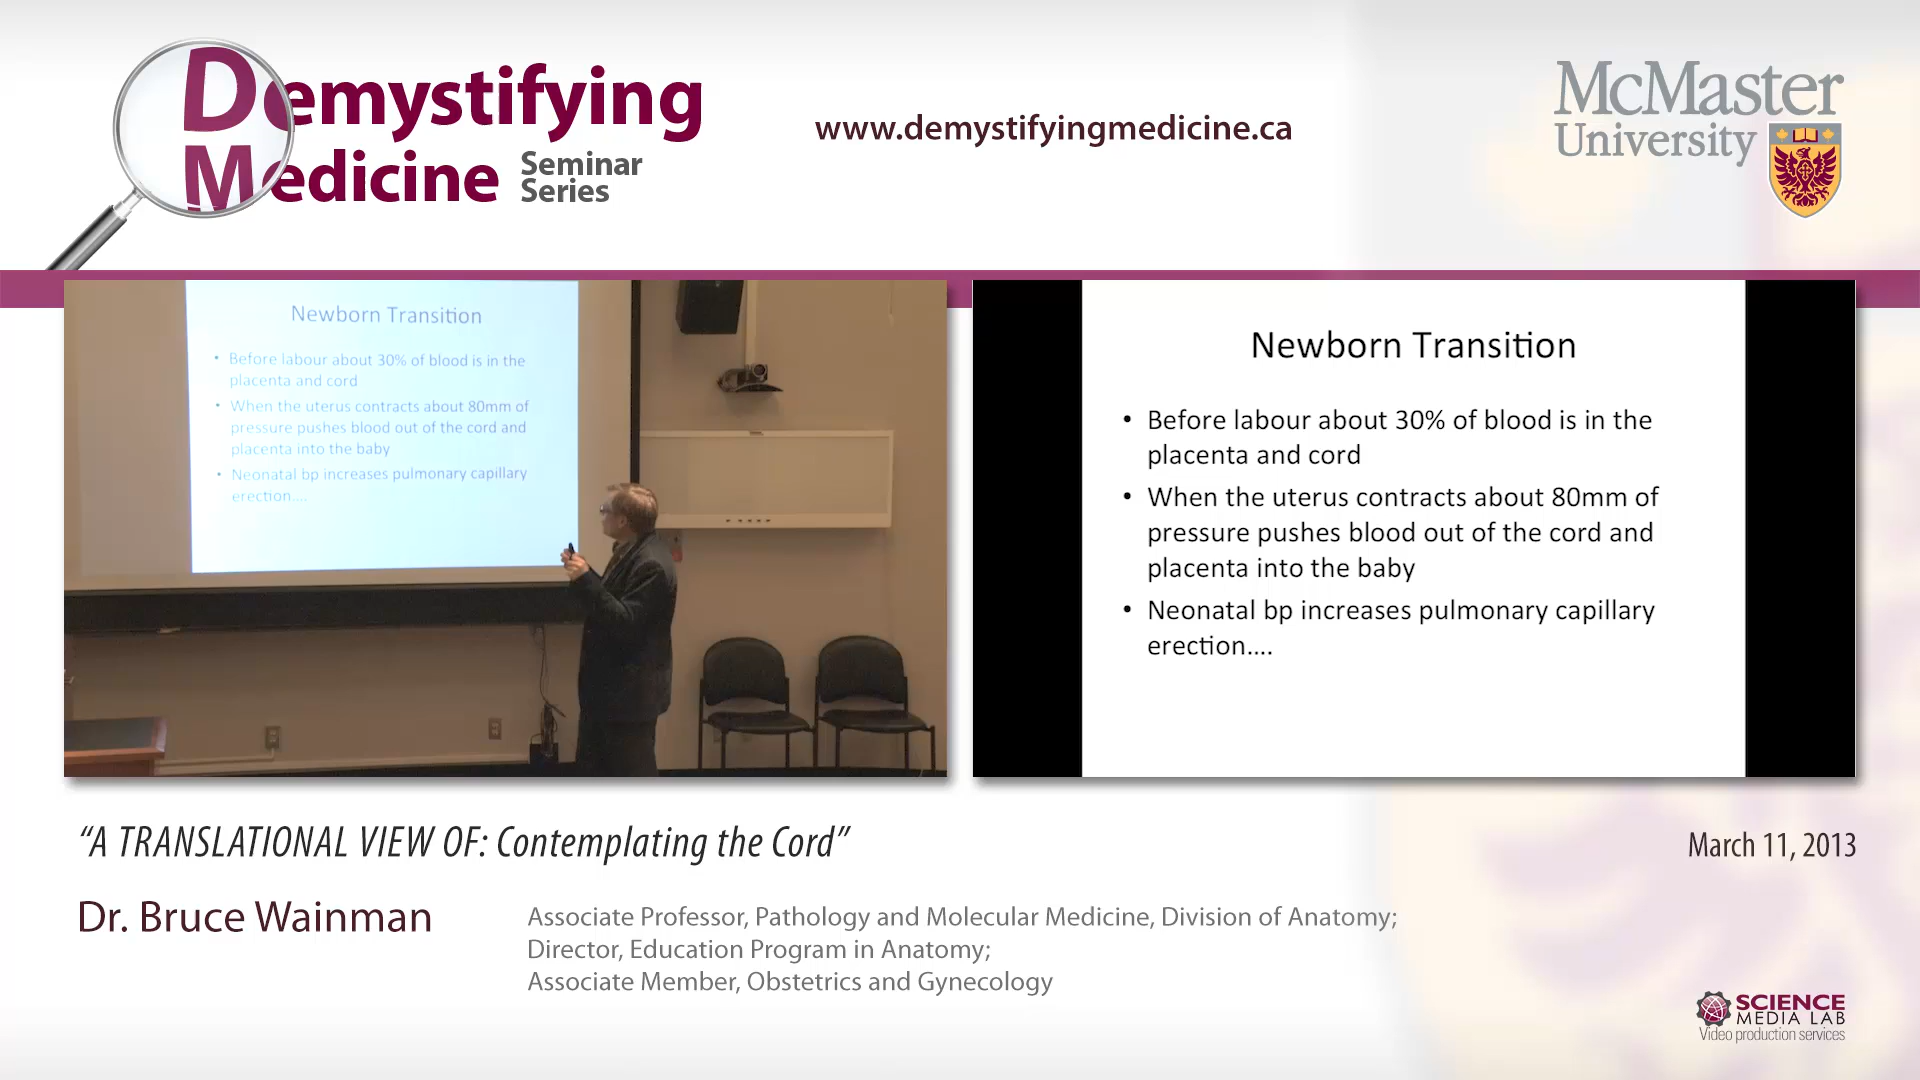 Demystifying
Medicine
Seminar
Series
www.demystifyingmedicine.ca
McMaster
University
Newborn Transition
• Before labour about 30% of blood is in the
placenta and cord
• When the uterus contracts about 80mm of
pressure pushes blood out of the cord and
placenta into the baby
• Neonatal bp increases pulmonary capillary
erection....
Newborn Transition
• Before labour about 30% of blood is in the
placenta and cord
• When the uterus contracts about 80mm of
pressure pushes blood out of the cord and
placenta into the baby
• Neonatal bp increases pulmonary capillary
erection....
“A TRANSLATIONAL VIEW OF: Contemplating the Cord”
March 11, 2013
Dr. Bruce Wainman
Associate Professor, Pathology and Molecular Medicine, Division of Anatomy;
Director, Education Program in Anatomy;
Associate Member, Obstetrics and Gynecology
SCIENCE
MEDIA LAB
Video production services